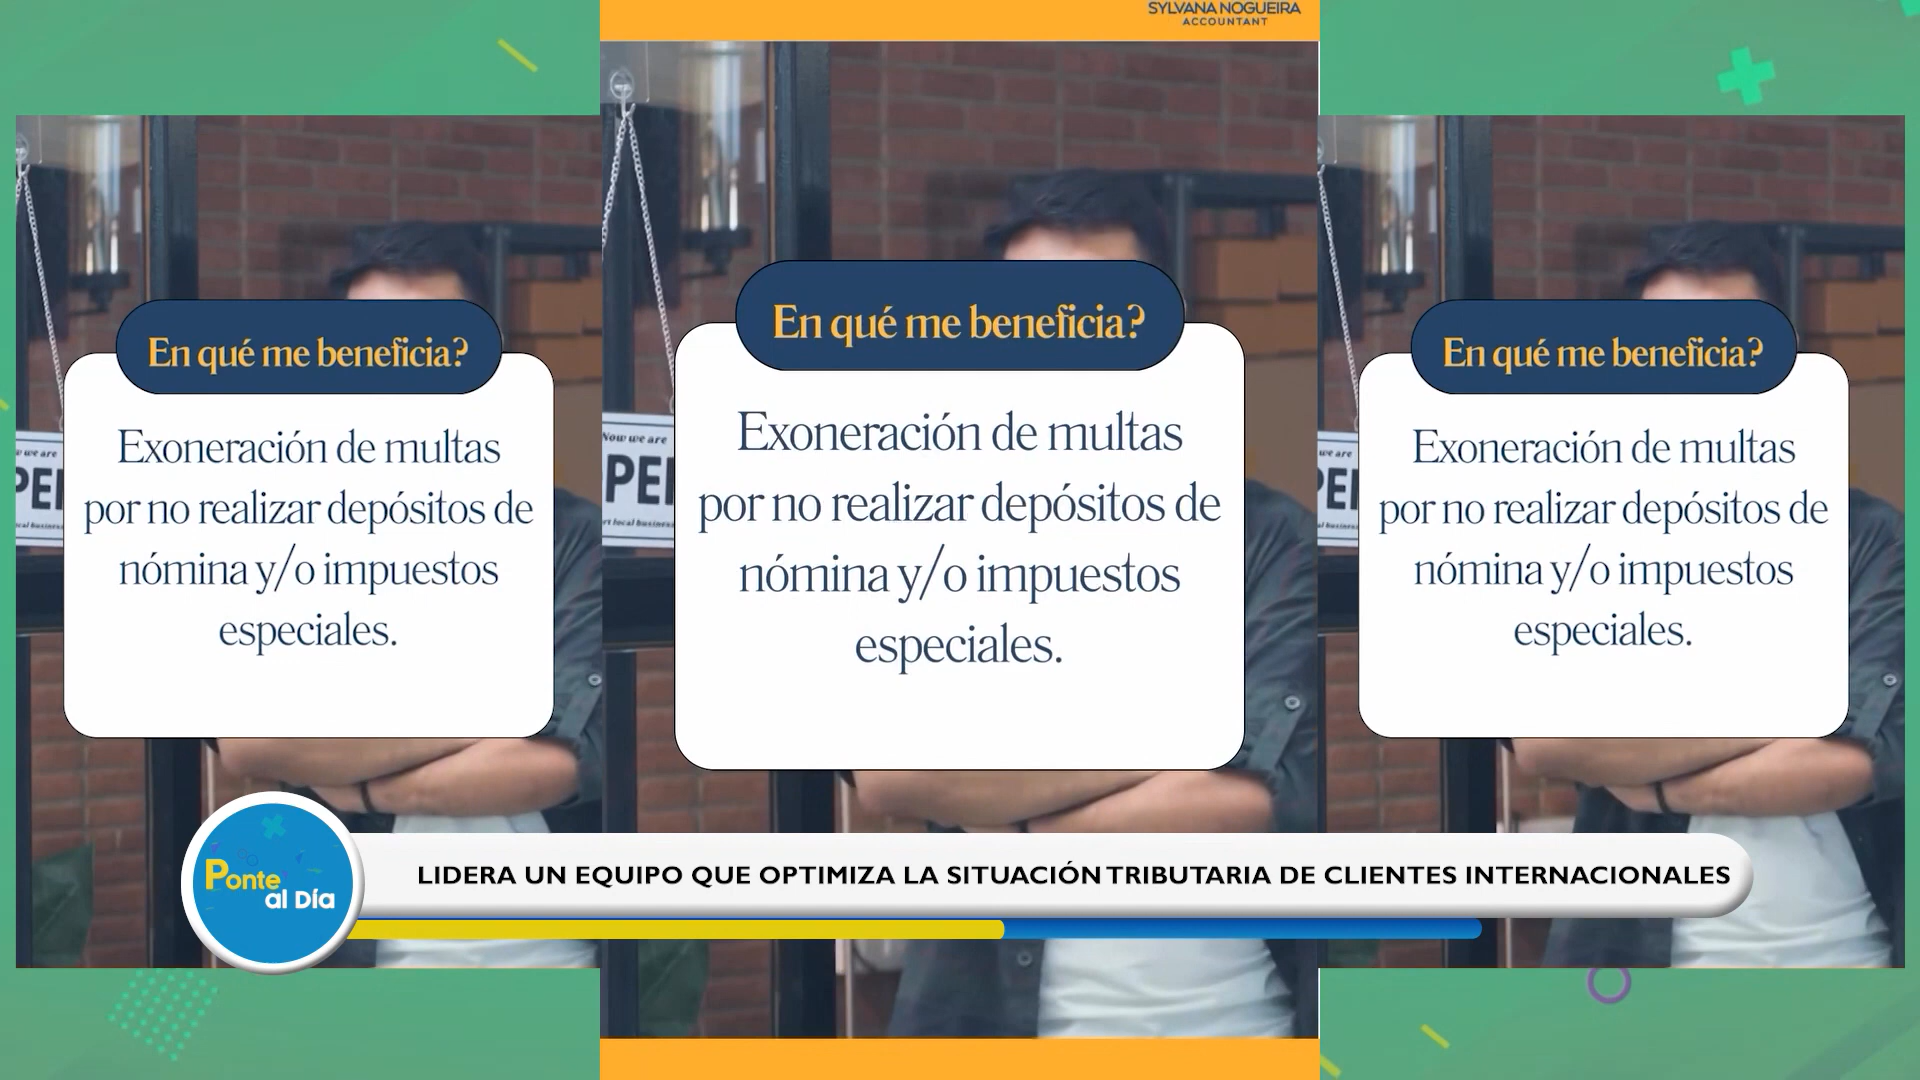 SYLVANA NOGUEIRA
ACCOUNTANT
En qué me beneficia?
Exoneración de multas
por no realizar depósitos de
nómina y/o impuestos
especiales.
En qué me beneficia?
Exoneración de multas
por no realizar depósitos de
nómina y/o impuestos
especiales.
Now we are
En qué me beneficia?
Exoneración de multas
por no realizar depósitos de
nómina y/o impuestos
especiales.
we are
Ponte
al Día
LIDERA UN EQUIPO QUE OPTIMIZA LA SITUACIÓN TRIBUTARIA DE CLIENTES INTERNACIONALES